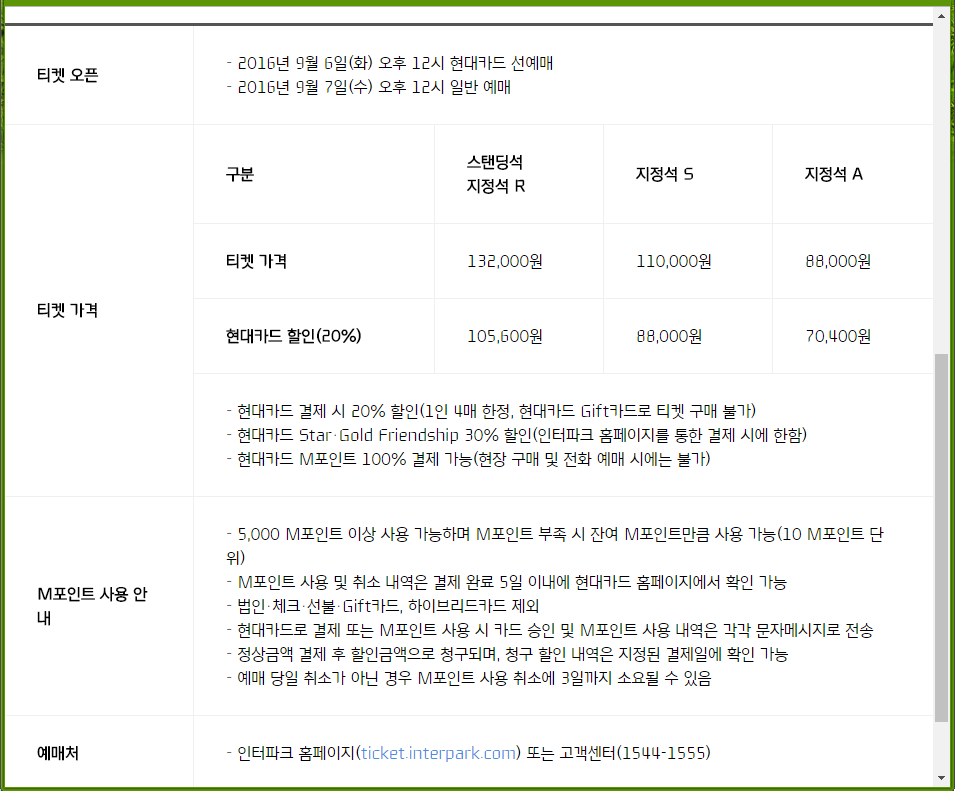 티켓 오픈
- 2016년 9월 6일(화) 오후 12시 현대카드 선예매
- 2016년 9월 7일(수) 오후 12시 일반 예매
티켓 가격
구분
스탠딩석
지정석 R
지정석 S
지정석 A
티켓 가격
132,000원
110,000원
88,000원
현대카드 할인(20%)
105,600원
88,000원
70,400원
- 현대카드 결제 시 20% 할인(1인 4매 한정, 현대카드 Gift카드로 티켓 구매 불가)
- 현대카드 Star·Gold Friendship 30% 할인(인터파크 홈페이지를 통한 결제 시에 한함)
- 현대카드 M포인트 100% 결제 가능(현장 구매 및 전화 예매 시에는 불가)
M포인트 사용 안
내
- 5,000 M포인트 이상 사용 가능하며 M포인트 부족 시 잔여 M포인트만큼 사용 가능(10 M포인트 단
위)
- M포인트 사용 및 취소 내역은 결제 완료 5일 이내에 현대카드 홈페이지에서 확인 가능
- 법인·체크·선불·Gift카드, 하이브리드카드 제외
- 현대카드로 결제 또는 M포인트 사용 시 카드 승인 및 M포인트 사용 내역은 각각 문자메시지로 전송
- 정상금액 결제 후 할인금액으로 청구되며, 청구 할인 내역은 지정된 결제일에 확인 가능
- 예매 당일 취소가 아닌 경우 M포인트 사용 취소에 3일까지 소요될 수 있음
예매처
- 인터파크 홈페이지(ticket.interpark.com) 또는 고객센터(1544-1555)